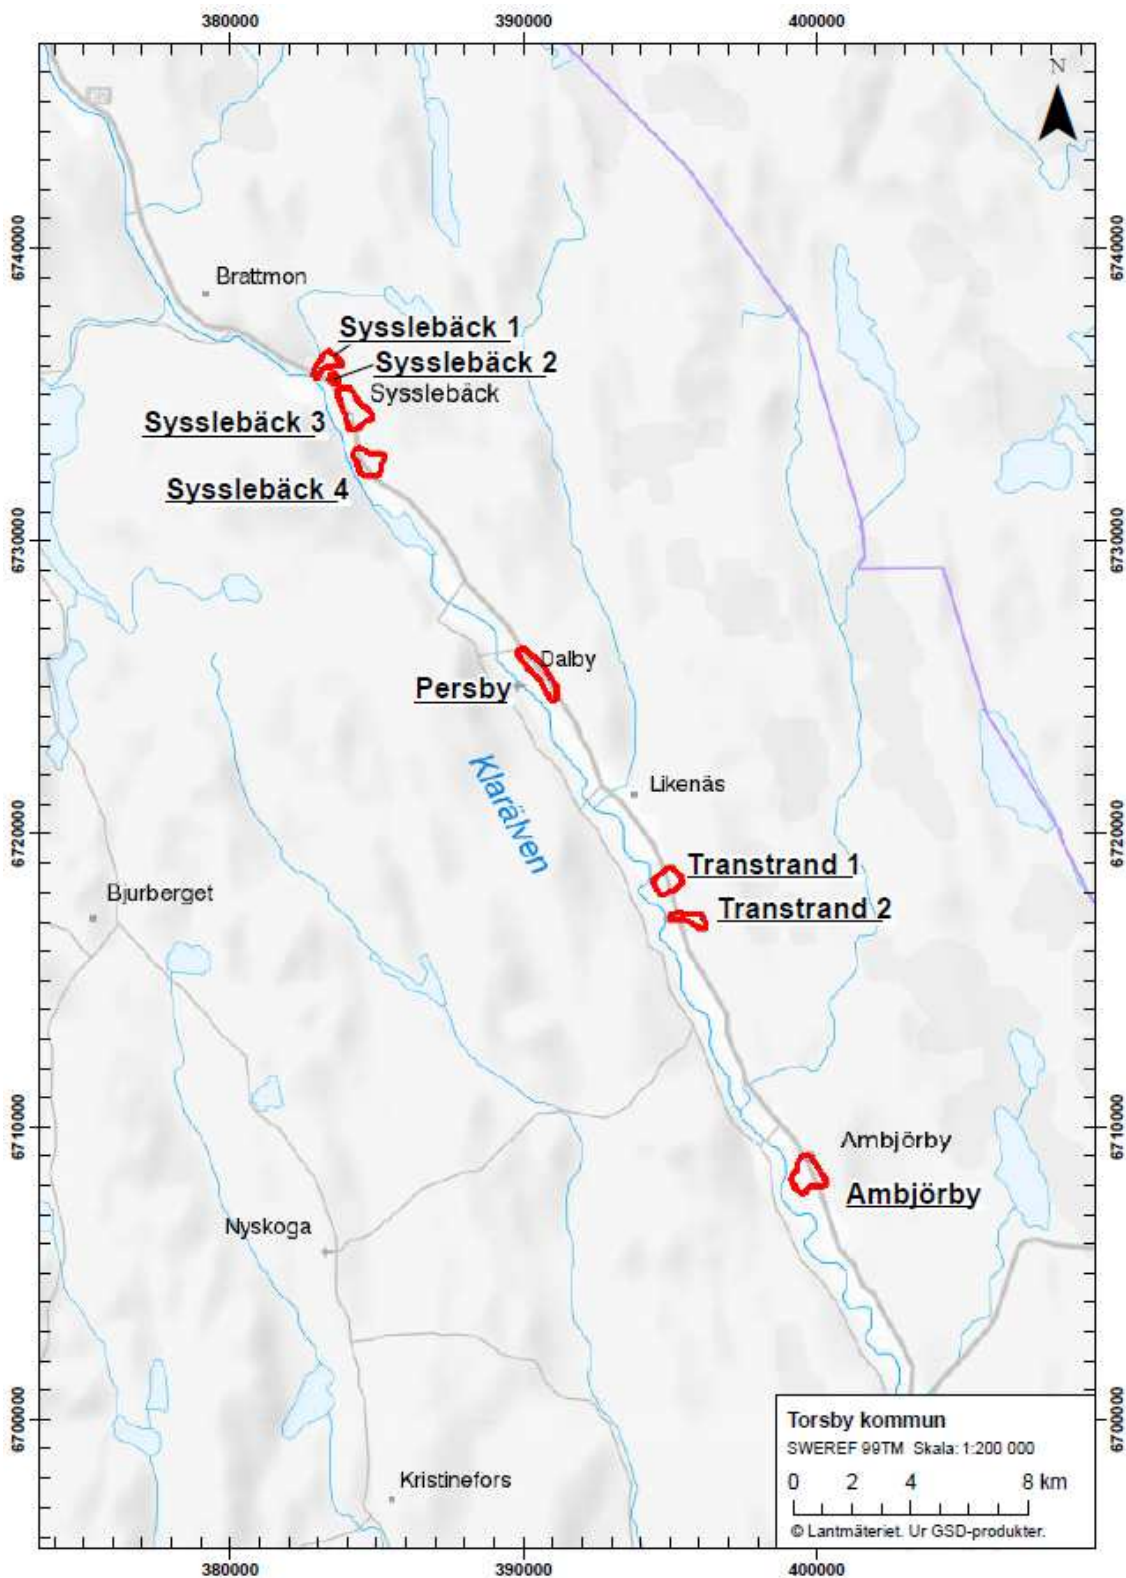 380000 390000 400000
N
6740000 6740000
Brattmon
Sysslebäck 1
Sysslebäck 2
Sysslebäck
Sysslebäck 3
Sysslebäck 4
6730000 6730000
Dalby
Persby
Klarälven
Likenäs
6720000 6720000
Transtrand 1
Bjurberget
Transtrand 2
6710000 6710000
Ambjörby
Ambjörby
Nyskoga
6700000 6700000
Torsby kommun
SWEREF 99TM Skala: 1:200 000
0 2 4 8 km
© Lantmäteriet. Ur GSD-produkter.
Kristinefors
380000 390000 400000